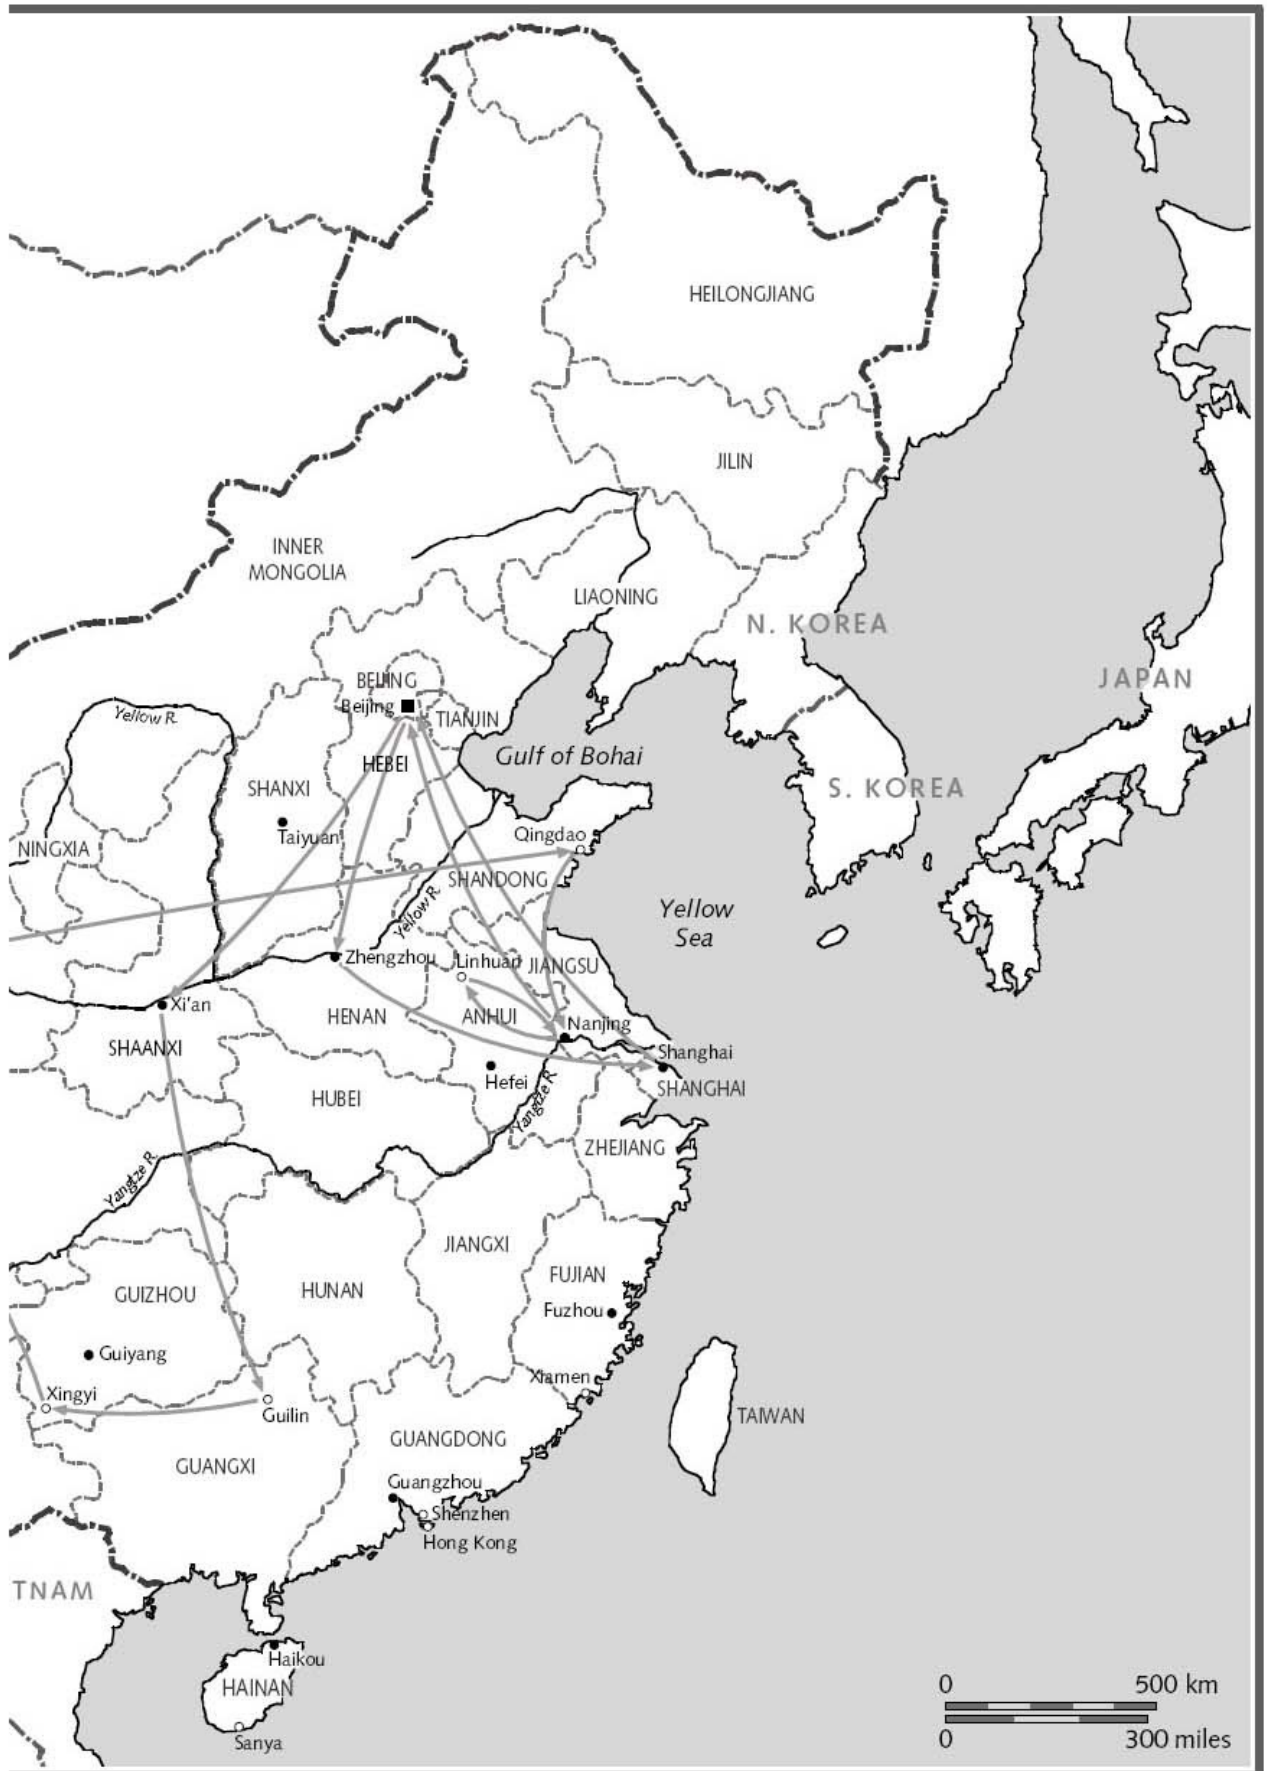 HEILONGJIANG
JILIN
INNER
MONGOLIA
LIAONING
N. KOREA
BEIJING
Beijing
TIANJIN
JAPAN
Yellow R.
HEBEI
Gulf of Bohai
SHANXI
S. KOREA
Taiyuan
Qingdao
NINGXIA
SHANDONG
Yellow R.
Yellow
Sea
Zhengzhou
Linhuan
JIANGSU
Xi'an
HENAN
ANHUI
Nanjing
SHAANXI
Shanghai
Hefei
SHANGHAI
HUBEI
Yangtze R.
ZHEJIANG
Yangtze R.
JIANGXI
FUJIAN
GUIZHOU
HUNAN
Fuzhou
Guiyang
Xiamen
Xingyi
Guilin
TAIWAN
GUANGDONG
GUANGXI
Guangzhou
Shenzhen
Hong Kong
TNAM
Haikou
HAINAN
Sanya
0 500 km
0 300 miles